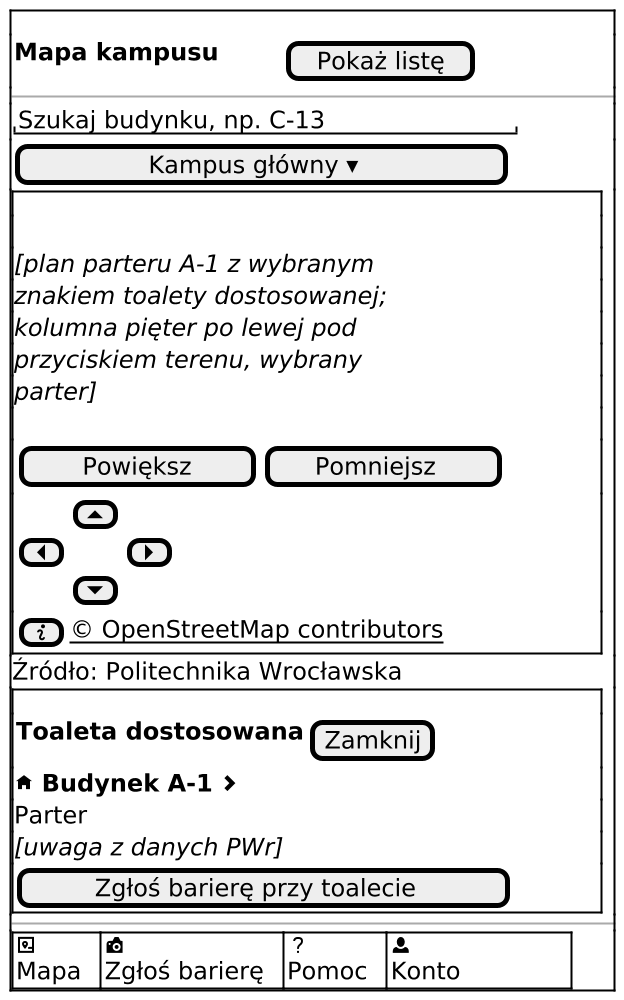 Mapa kampusu
Pokaż listę
Szukaj budynku, np. C-13
Kampus główny ▾
[plan parteru A-1 z wybranym
znakiem toalety dostosowanej;
kolumna pięter po lewej pod
przyciskiem terenu, wybrany
parter]
Powiększ
Pomniejsz
i © OpenStreetMap contributors
Źródło: Politechnika Wrocławska
Toaleta dostosowana
Zamknij
Budynek A-1 >
Parter
[uwaga z danych PWr]
Zgłoś barierę przy toalecie
?
Mapa
Zgłoś barierę
Pomoc
Konto